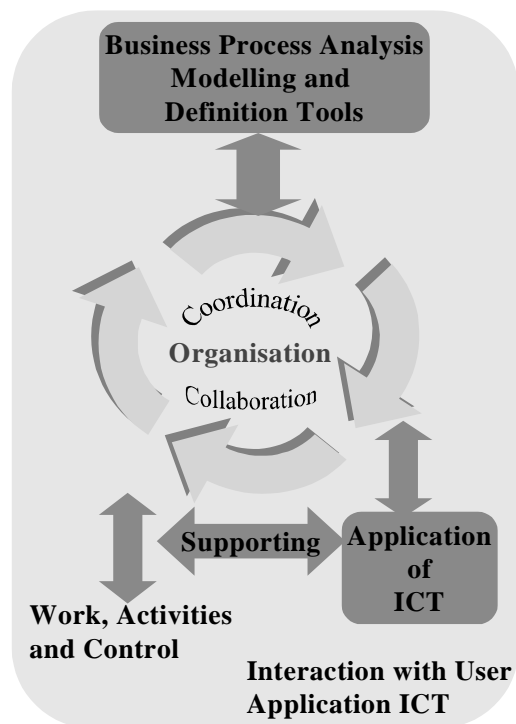 Business Process Analysis
Modelling and
Definition Tools
Coordination
Organisation
Collaboration
Supporting
Application
of
ICT
Work, Activities
and Control
Interaction with User
Application ICT